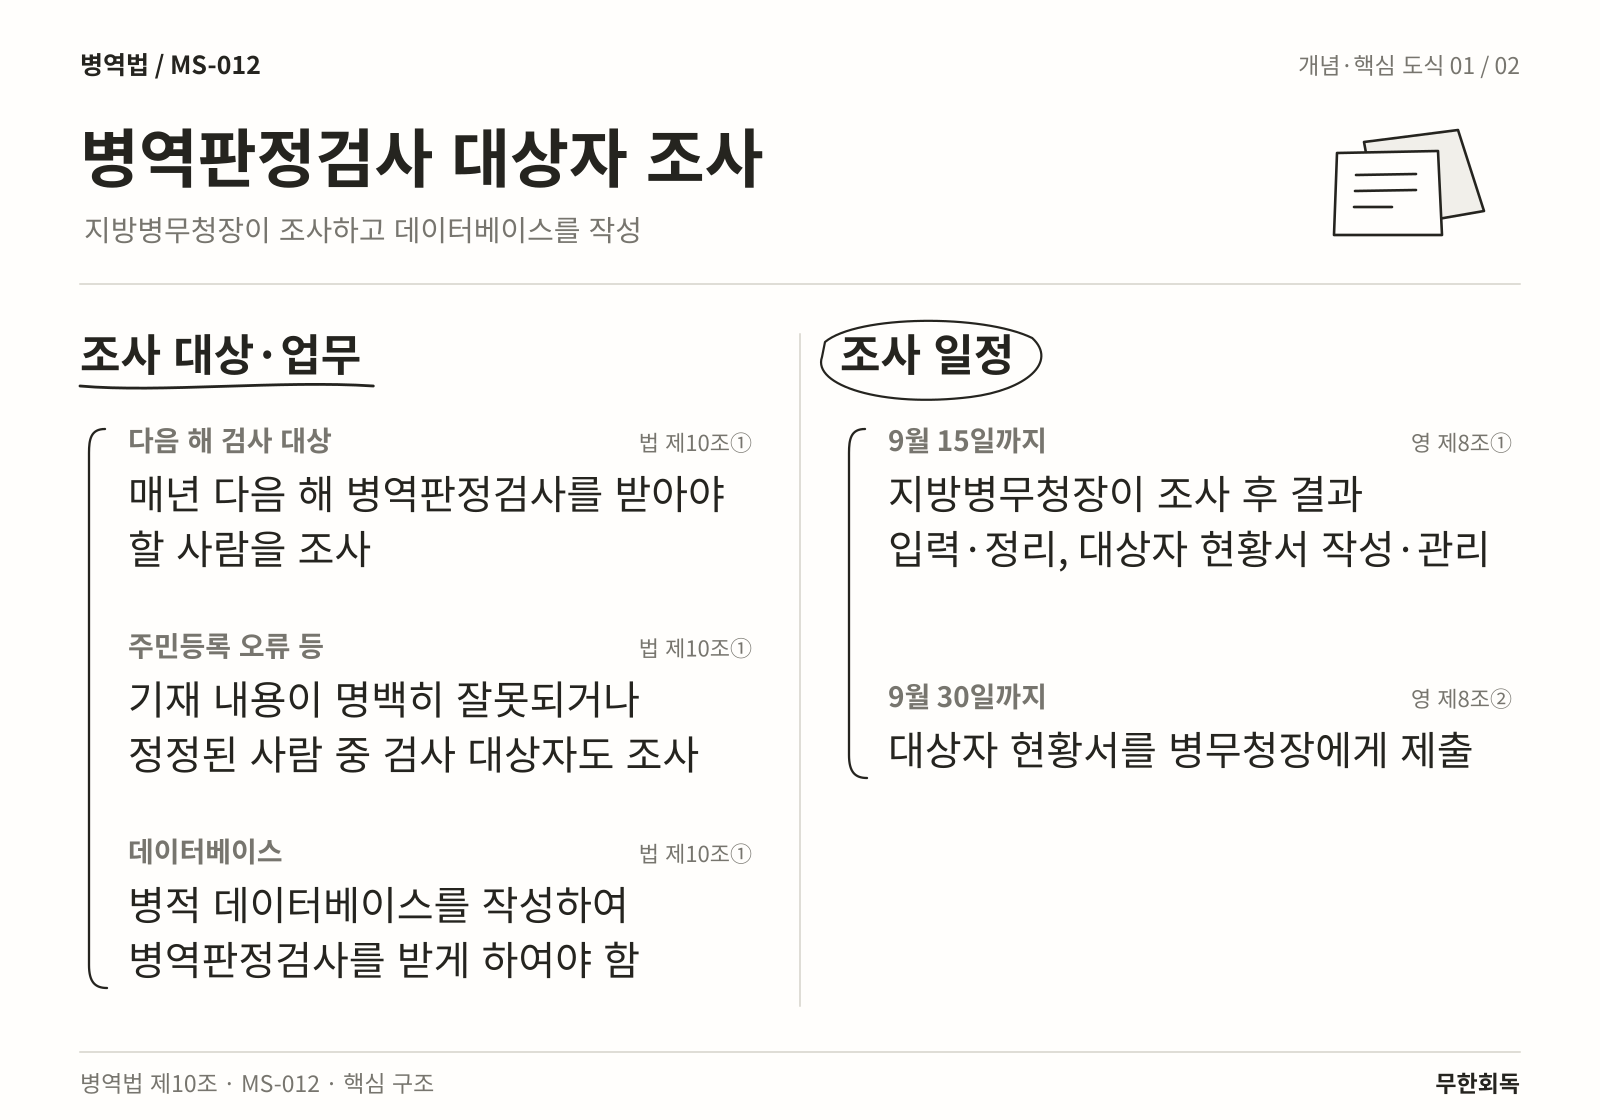 병역법 / MS-012
개념·핵심 도식 01 / 02
병역판정검사 대상자 조사
지방병무청장이 조사하고 데이터베이스를 작성
조사 대상·업무
다음 해 검사 대상
법 제10조①
매년 다음 해 병역판정검사를 받아야
할 사람을 조사
주민등록 오류 등
법 제10조①
기재 내용이 명백히 잘못되거나
정정된 사람 중 검사 대상자도 조사
데이터베이스
법 제10조①
병적 데이터베이스를 작성하여
병역판정검사를 받게 하여야 함
조사 일정
9월 15일까지
영 제8조①
지방병무청장이 조사 후 결과
입력·정리, 대상자 현황서 작성·관리
9월 30일까지
영 제8조②
대상자 현황서를 병무청장에게 제출
병역법 제10조 · MS-012 · 핵심 구조
무한회독